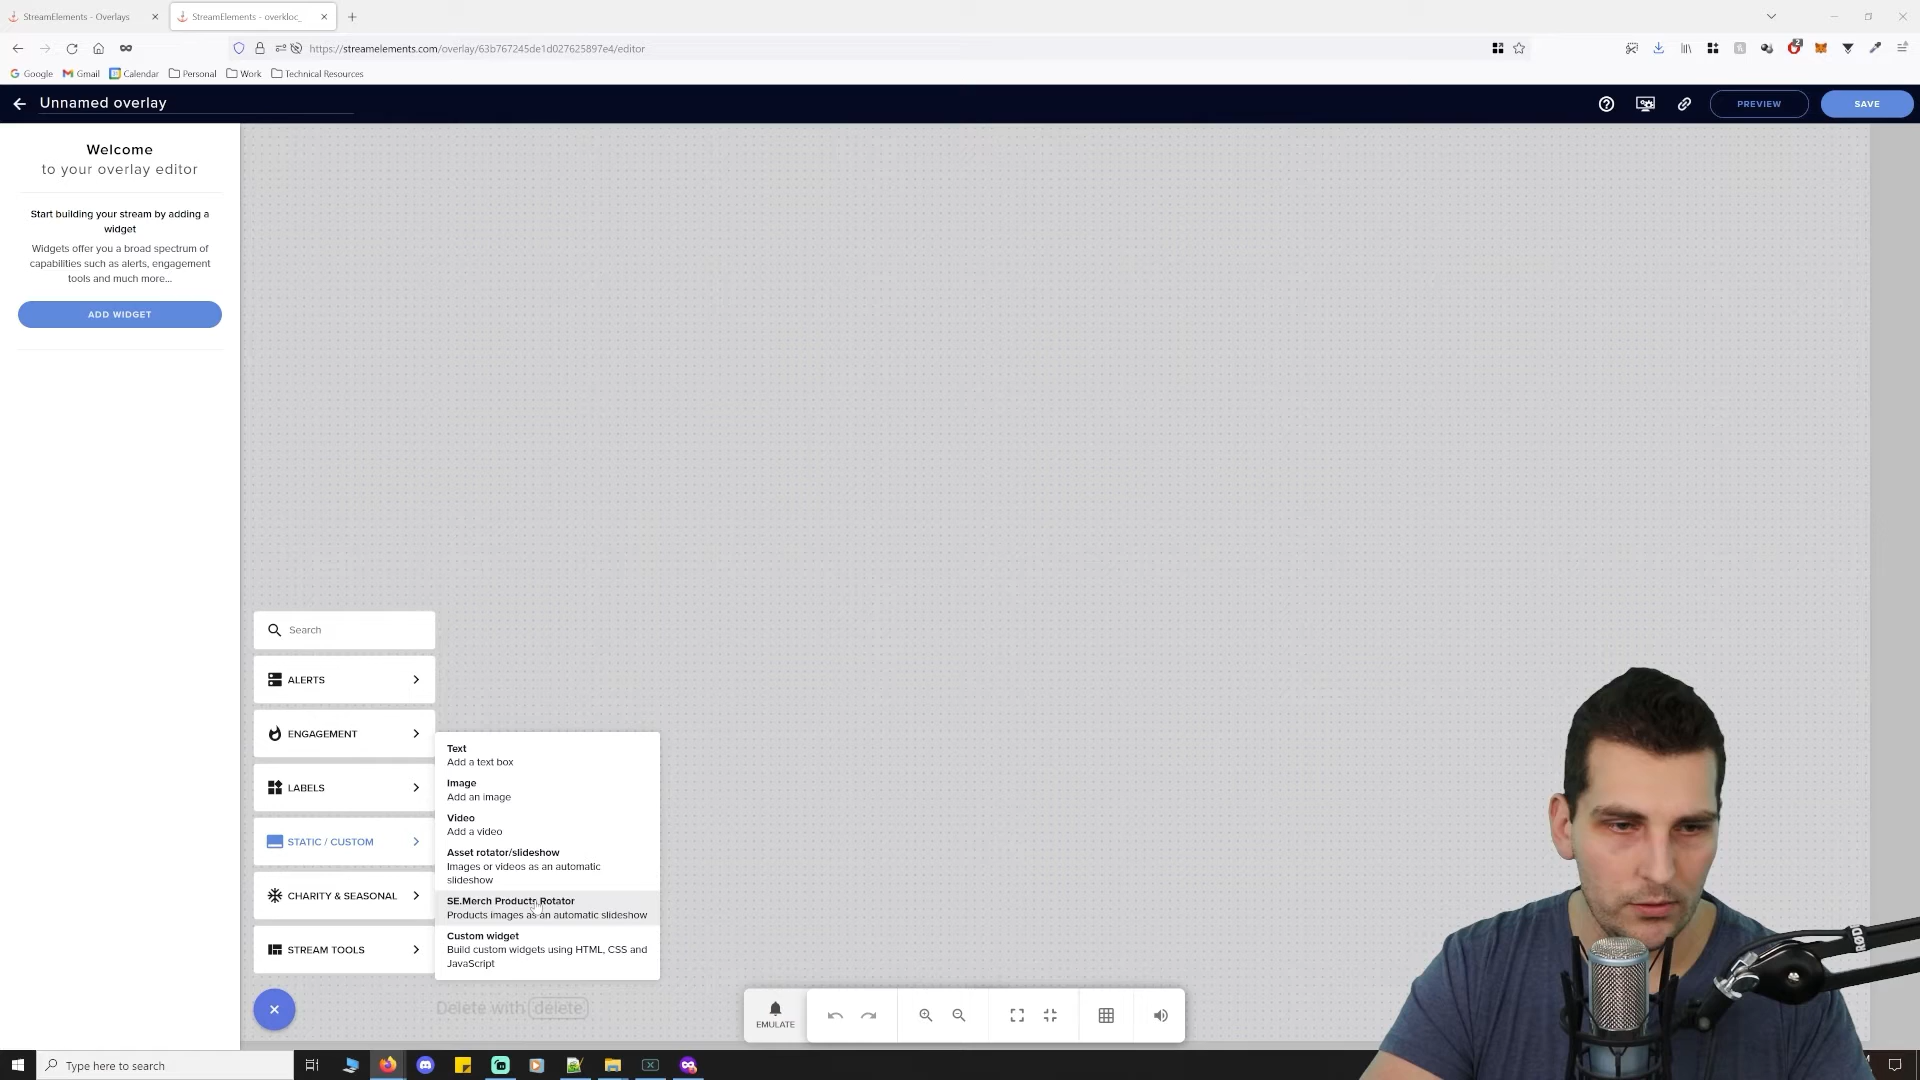 StreamElements - Overlays
StreamElements - overkloc_
https://streamelements.com/overlay/63b767245de1d027625897e4/editor
Google
Gmail
Calendar
Personal
Work
Technical Resources
Unnamed overlay
PREVIEW
SAVE
Welcome
to your overlay editor
Start building your stream by adding a
widget
Widgets offer you a broad spectrum of
capabilities such as alerts, engagement
tools and much more...
ADD WIDGET
Search
ALERTS
ENGAGEMENT
LABELS
STATIC / CUSTOM
CHARITY & SEASONAL
STREAM TOOLS
Text
Add a text box
Image
Add an image
Video
Add a video
Asset rotator/slideshow
Images or videos as an automatic
slideshow
SE.Merch Products Rotator
Products images as an automatic slideshow
Custom widget
Build custom widgets using HTML, CSS and
JavaScript
Delete with delete
EMULATE
RØDE
Type here to search